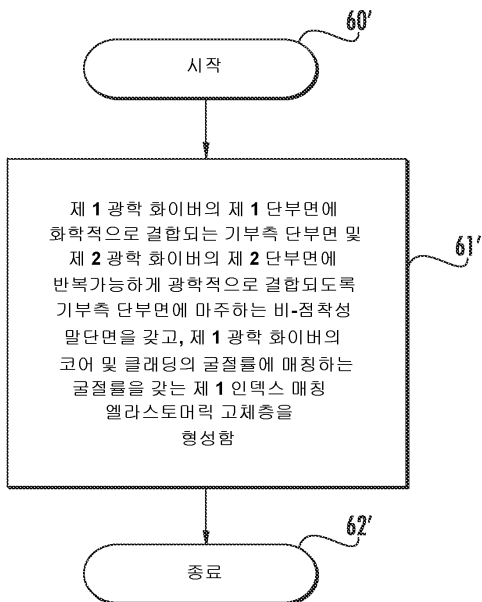 60'
시작
제 1 광학 화이버의 제 1 단부면에
화학적으로 결합되는 기부측 단부면 및
제 2 광학 화이버의 제 2 단부면에
반복가능하게 광학적으로 결합되도록
기부측 단부면에 마주하는 비-점착성
말단면을 갖고, 제 1 광학 화이버의
코어 및 클래딩의 굴절률에 매칭하는
굴절률을 갖는 제 1 인덱스 매칭
엘라스토머릭 고체층을
형성함
61'
62'
종료